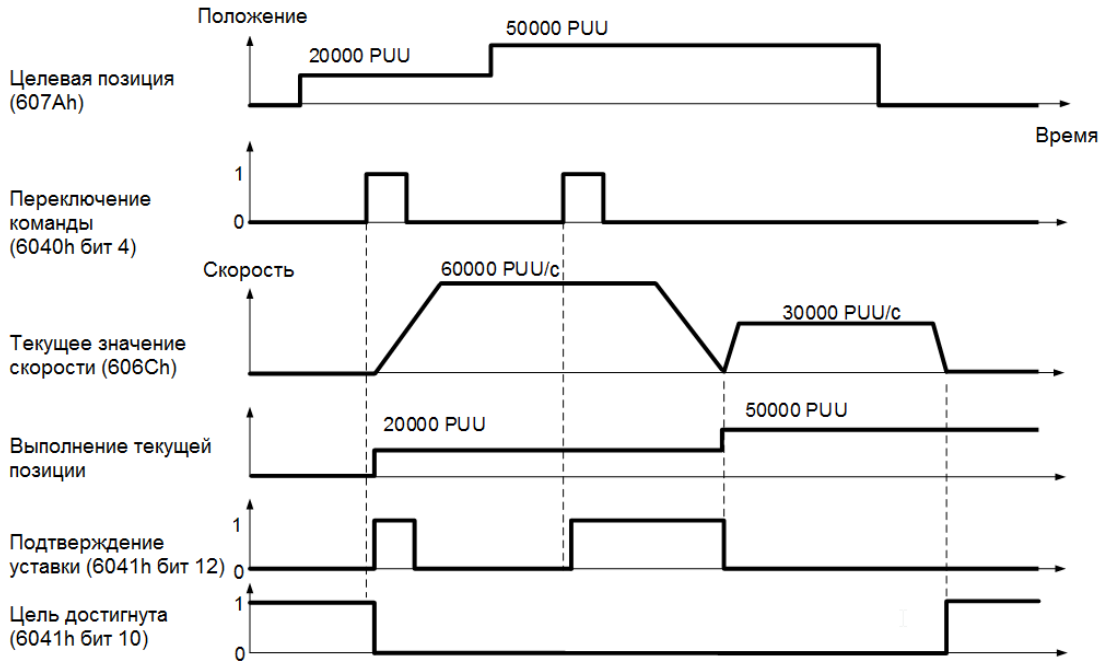 Положение
50000 PUU
20000 PUU
Целевая позиция
(607Ah)
Время
1
Переключение
команды
(6040h бит 4)
0
Скорость
60000 PUU/с
30000 PUU/с
Текущее значение
скорости (606Ch)
50000 PUU
20000 PUU
Выполнение текущей
позиции
1
Подтверждение
уставки (6041h бит 12)
0
1
Цель достигнута
(6041h бит 10)
0